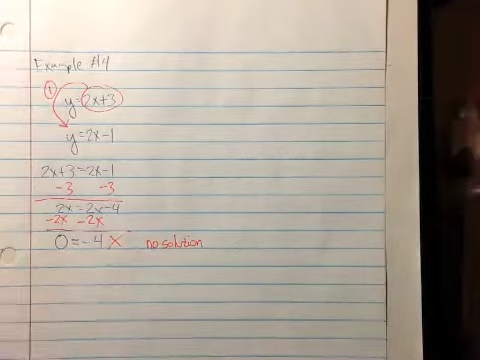 Example #4
①
y=2x+3
y=2x-1
2x+3=2x-1
-3 -3
2x=2x-4
-2x -2x
0=-4 X no solution